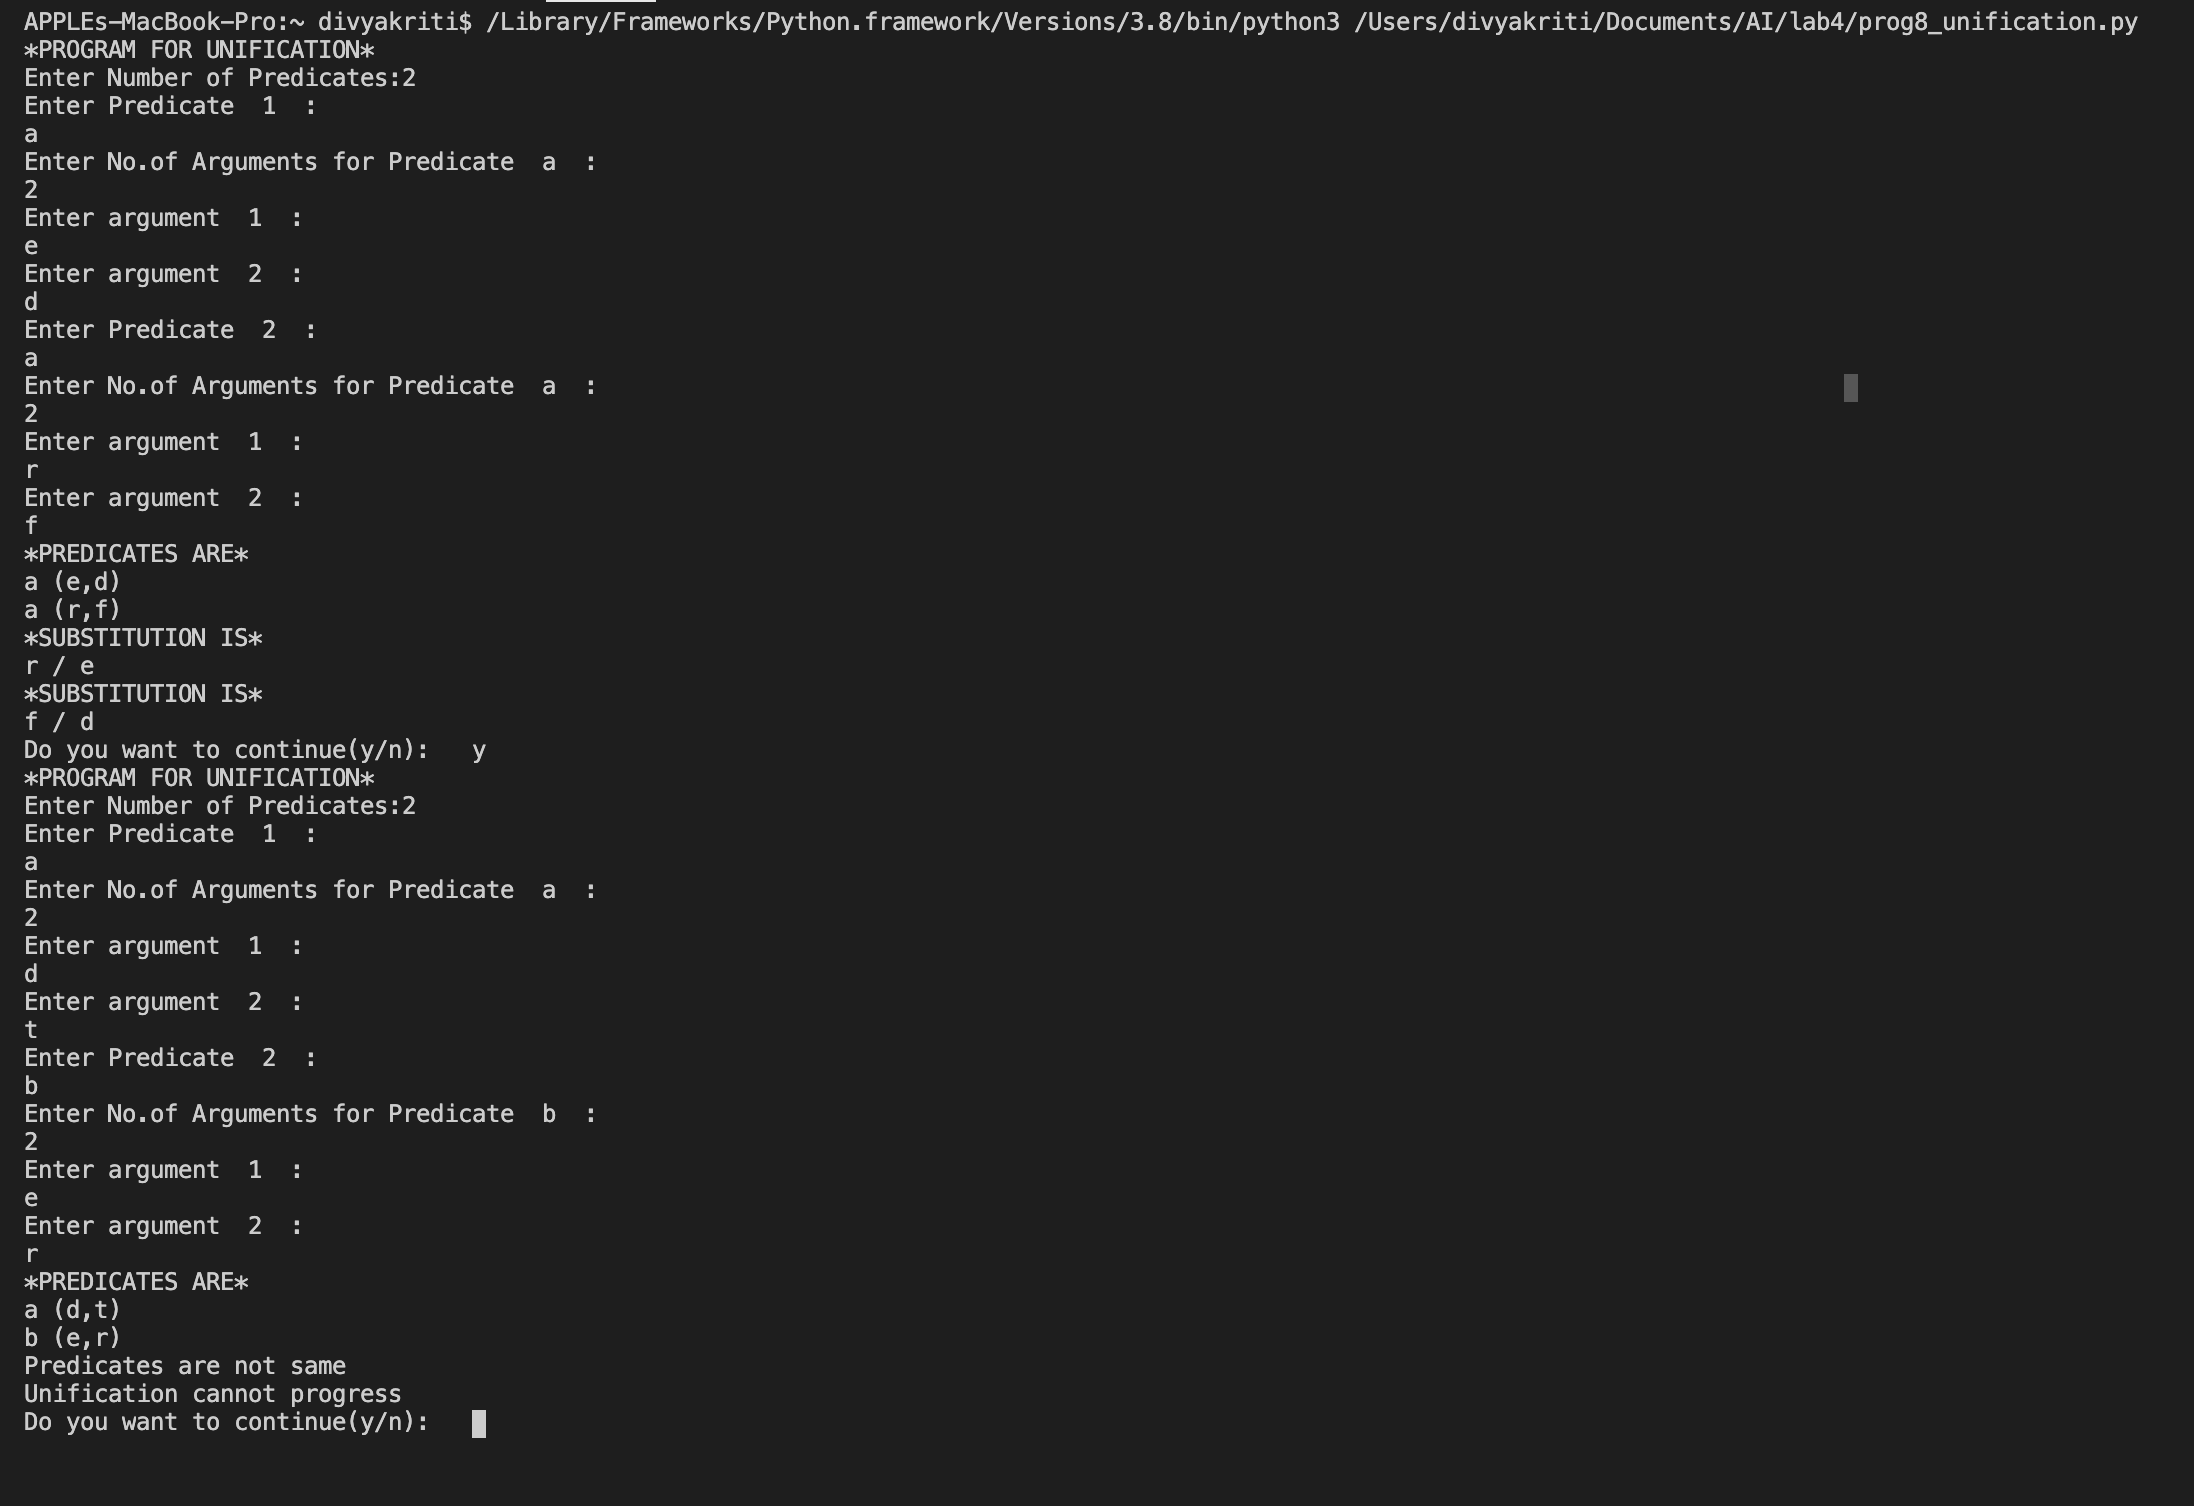 APPLEs-MacBook-Pro:~ divyakriti$ /Library/Frameworks/Python.framework/Versions/3.8/bin/python3 /Users/divyakriti/Documents/AI/lab4/prog8_unification.py
*PROGRAM FOR UNIFICATION*
Enter Number of Predicates:2
Enter Predicate  1  :
a
Enter No.of Arguments for Predicate  a  :
2
Enter argument  1  :
e
Enter argument  2  :
d
Enter Predicate  2  :
a
Enter No.of Arguments for Predicate  a  :
2
Enter argument  1  :
r
Enter argument  2  :
f
*PREDICATES ARE*
a (e,d)
a (r,f)
*SUBSTITUTION IS*
r / e
*SUBSTITUTION IS*
f / d
Do you want to continue(y/n):   y
*PROGRAM FOR UNIFICATION*
Enter Number of Predicates:2
Enter Predicate  1  :
a
Enter No.of Arguments for Predicate  a  :
2
Enter argument  1  :
d
Enter argument  2  :
t
Enter Predicate  2  :
b
Enter No.of Arguments for Predicate  b  :
2
Enter argument  1  :
e
Enter argument  2  :
r
*PREDICATES ARE*
a (d,t)
b (e,r)
Predicates are not same
Unification cannot progress
Do you want to continue(y/n):